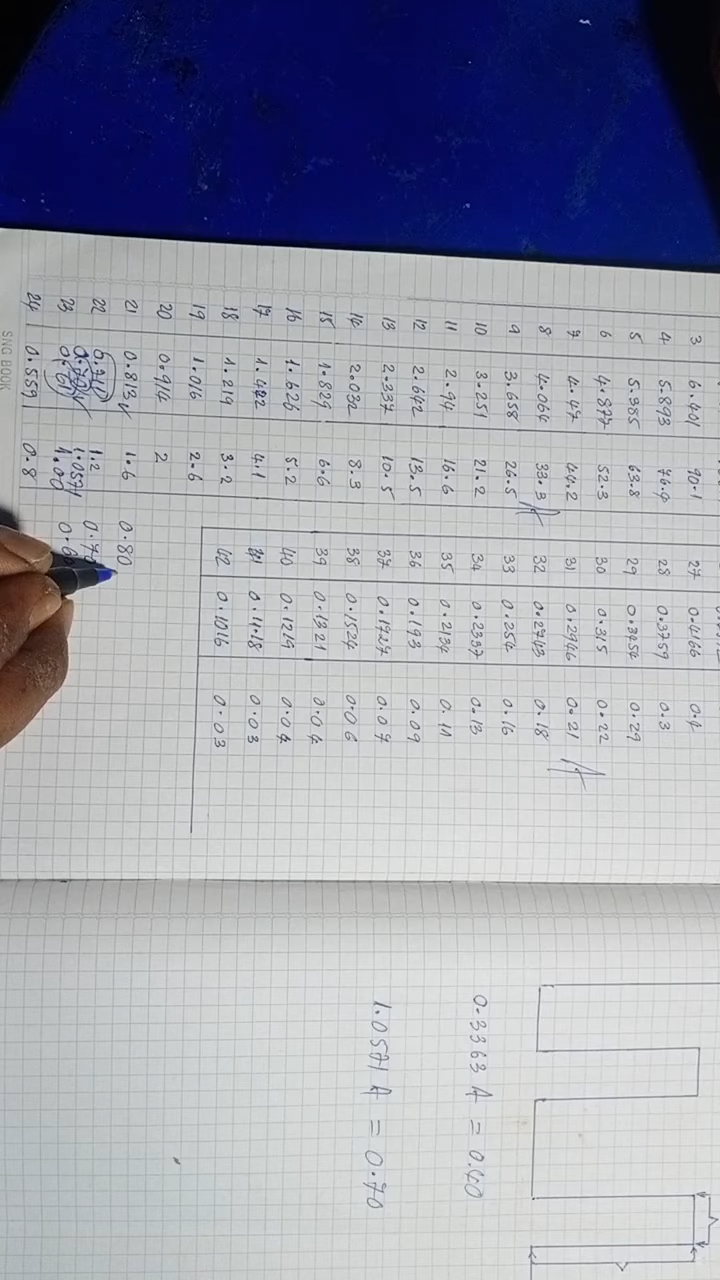 3 6.401 90.1 27 0.4166 0.4
4 5.893 76.4 28 0.3759 0.3
5 5.385 63.8 29 0.3454 0.29
6 4.877 52.3 30 0.315 0.22
7 4.47 44.2 31 0.2946 0.21 A
8 4.064 33.3 A 32 0.2743 0.18
9 3.658 26.5 33 0.254 0.16
10 3.251 21.2 34 0.2337 0.13
11 2.94 16.6 35 0.2134 0.11
12 2.642 13.5 36 0.193 0.09
13 2.337 10.5 37 0.1727 0.07
14 2.032 8.3 38 0.1524 0.06
15 1.829 6.6 39 0.1321 0.04
16 1.626 5.2 40 0.1219 0.04
17 1.422 4.1 41 0.1118 0.03
18 1.219 3.2 42 0.1016 0.03
19 1.016 2.6
20 0.914 2
21 0.813 1.6 0.80
22 0.711 1.2
1.0571
23 0.61 1.00
24 0.559 0.8
0.3363 A = 0.40
1.0571 A = 0.70
SNG BOOK